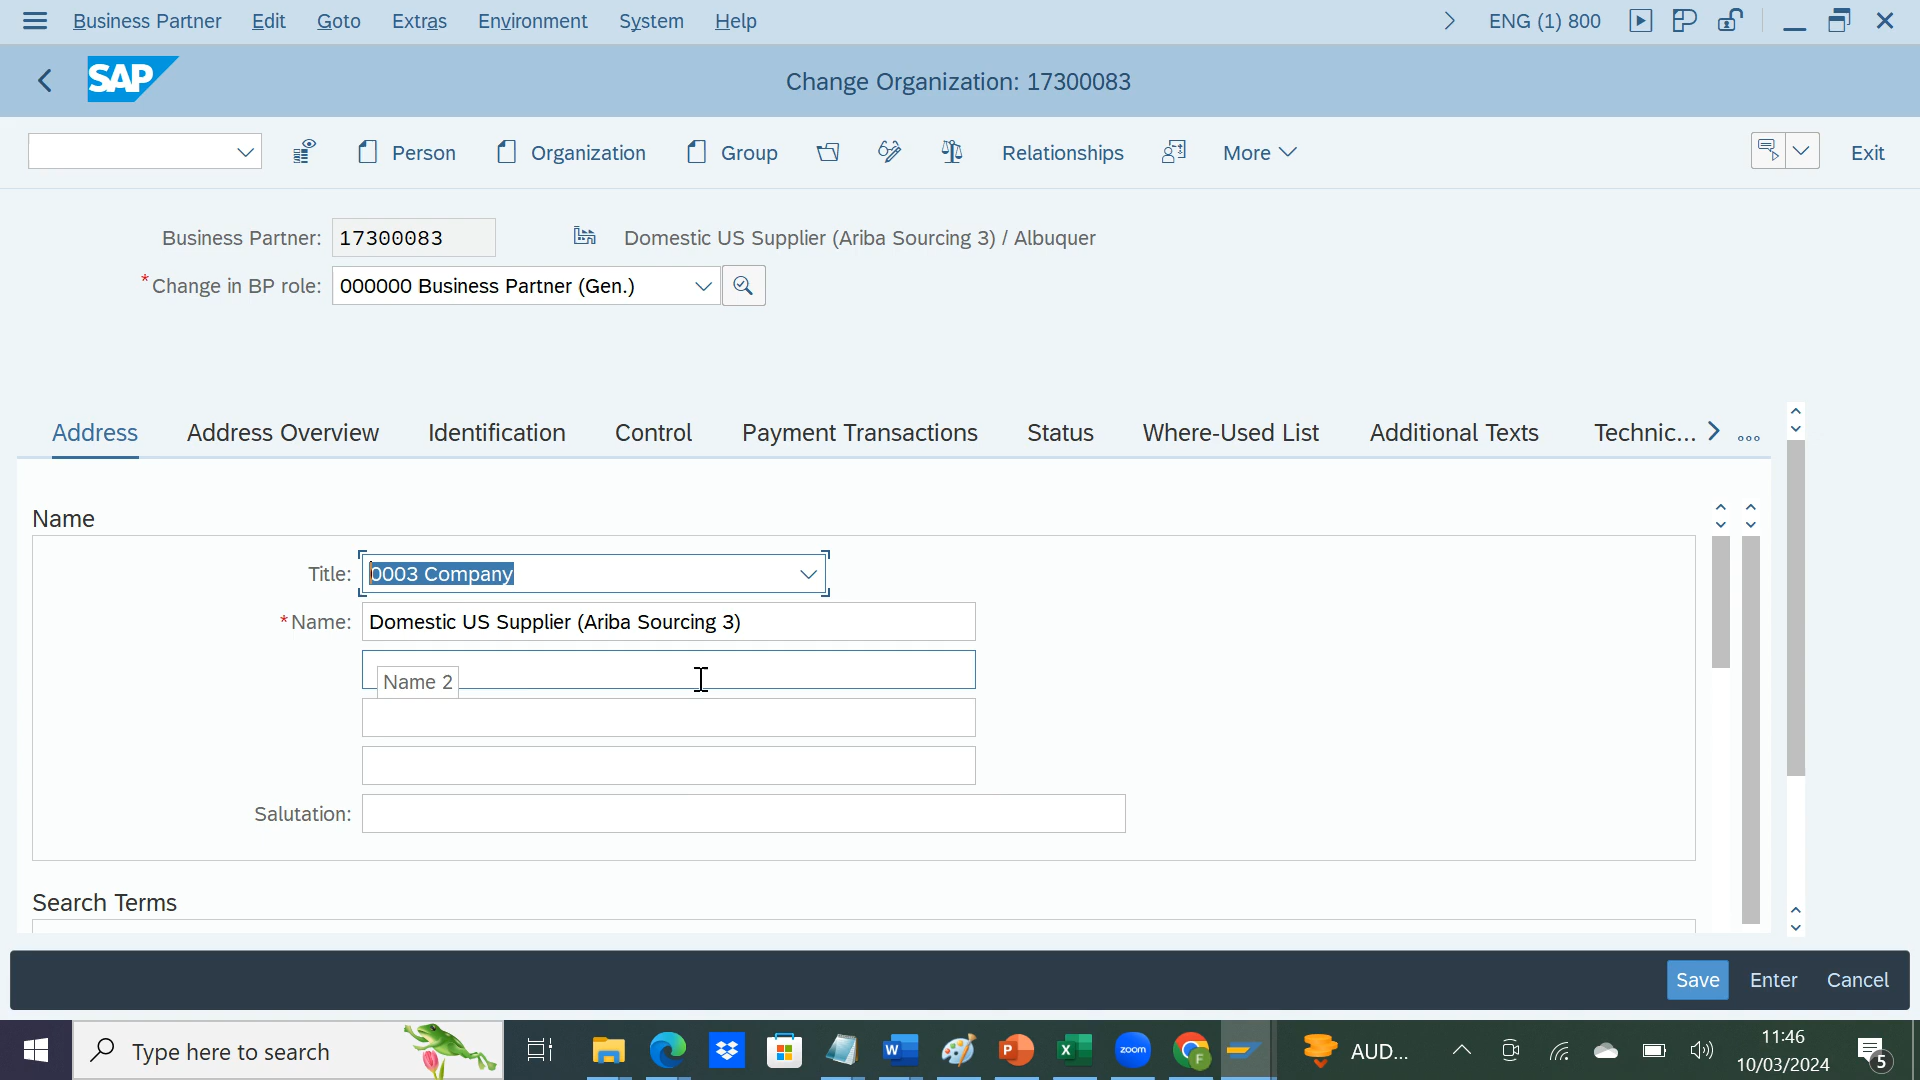 Business Partner Edit Goto Extras Environment System Help ENG (1) 800
SAP Change Organization: 17300083
Person Organization Group Relationships More Exit
Business Partner: 17300083 Domestic US Supplier (Ariba Sourcing 3) / Albuquer
*Change in BP role: 000000 Business Partner (Gen.)
Address Address Overview Identification Control Payment Transactions Status Where-Used List Additional Texts Technic...
Name
Title: 0003 Company
*Name: Domestic US Supplier (Ariba Sourcing 3)
Name 2
Salutation:
Search Terms
Save Enter Cancel
Type here to search zoom AUD... 11:46
10/03/2024 5